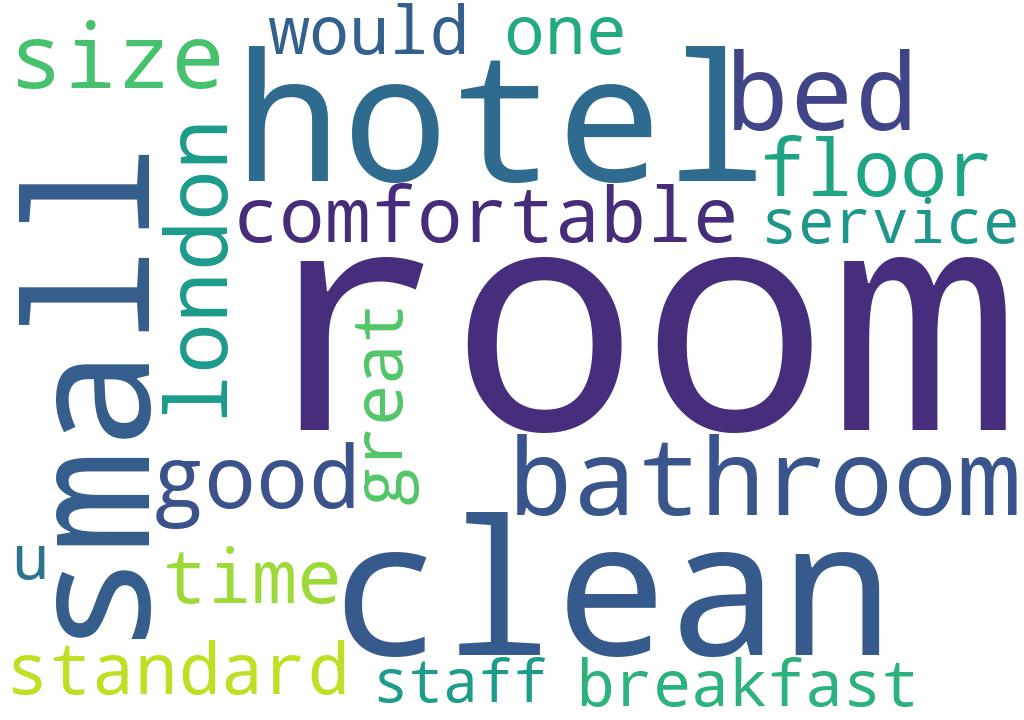 would one
size
hotel
bed
london
floor
small
comfortable
service
room
great
good
bathroom
u
time
clean
standard
staff
breakfast